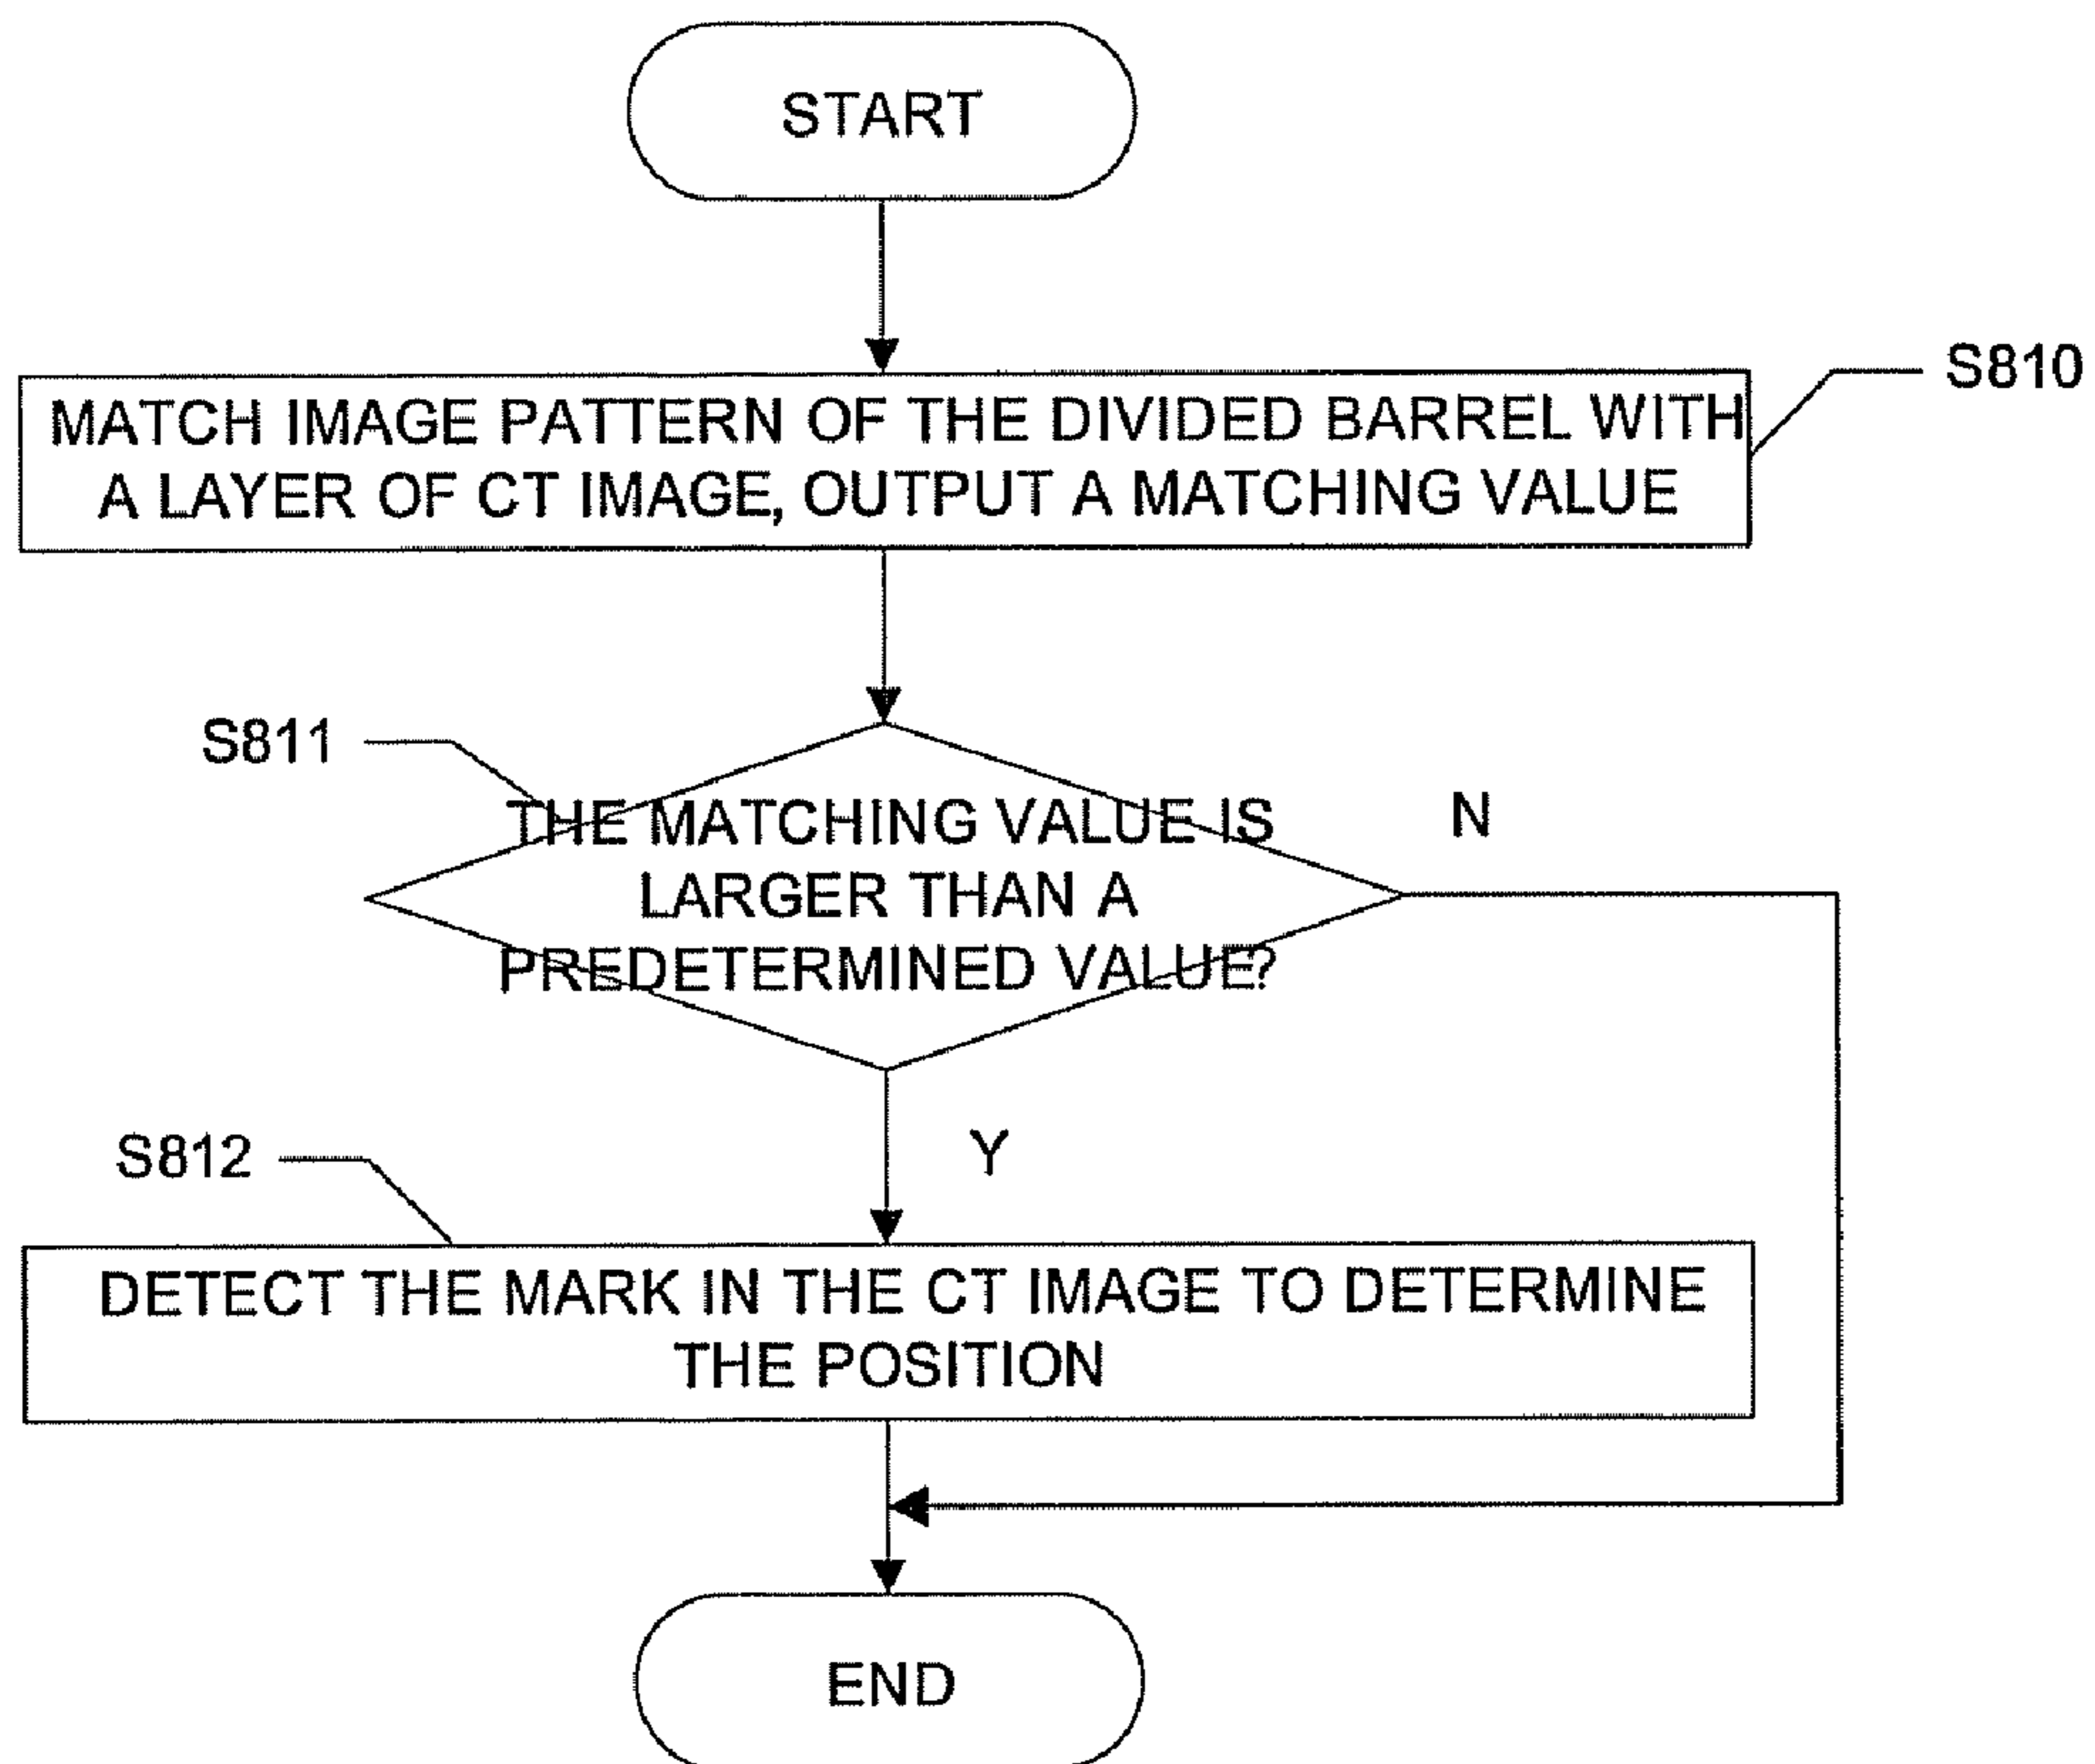 START
MATCH IMAGE PATTERN OF THE DIVIDED BARREL WITH
A LAYER OF CT IMAGE, OUTPUT A MATCHING VALUE
S810
S811
THE MATCHING VALUE IS
LARGER THAN A
PREDETERMINED VALUE?
N
Y
S812
DETECT THE MARK IN THE CT IMAGE TO DETERMINE
THE POSITION
END